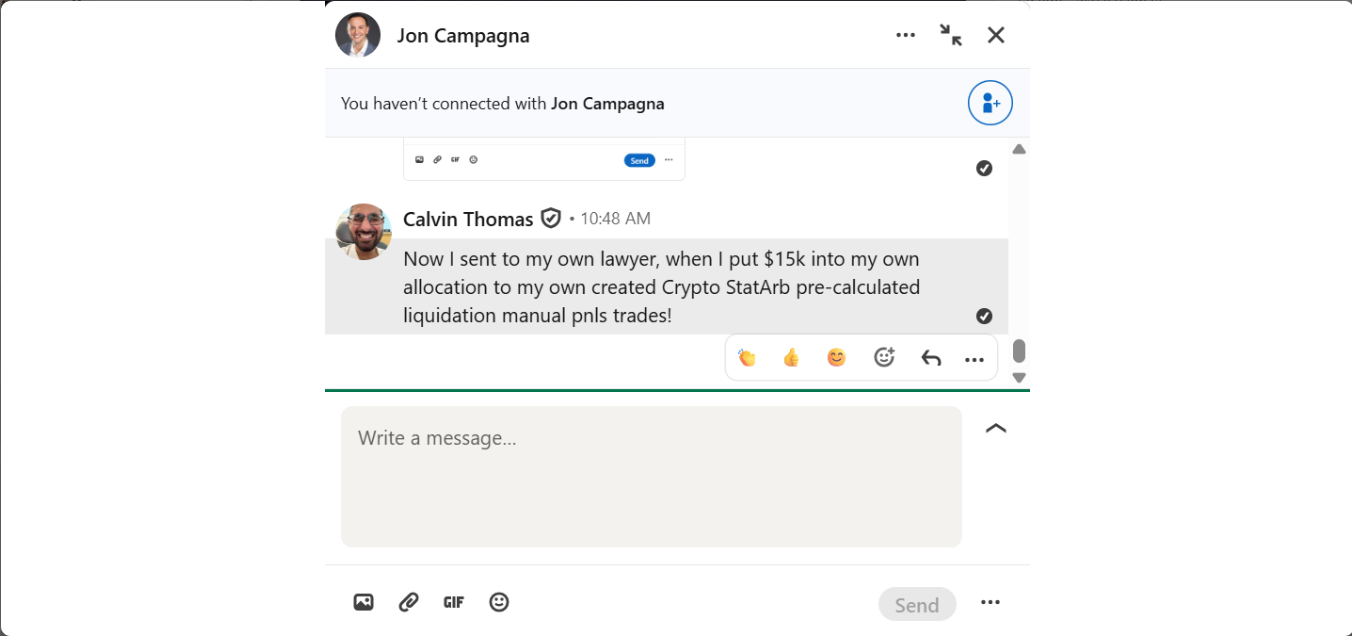 Jon Campagna
You haven’t connected with Jon Campagna
GIF
Send
Calvin Thomas • 10:48 AM
Now I sent to my own lawyer, when I put $15k into my own
allocation to my own created Crypto StatArb pre-calculated
liquidation manual pnls trades!
Write a message...
GIF
Send